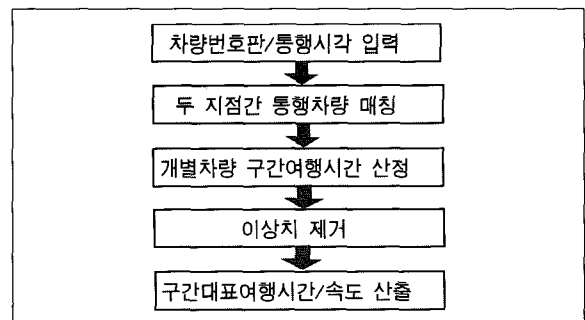 차량번호판/통행시각 입력
두 지점간 통행차량 매칭
개별차량 구간여행시간 산정
이상치 제거
구간대표여행시간/속도 산출